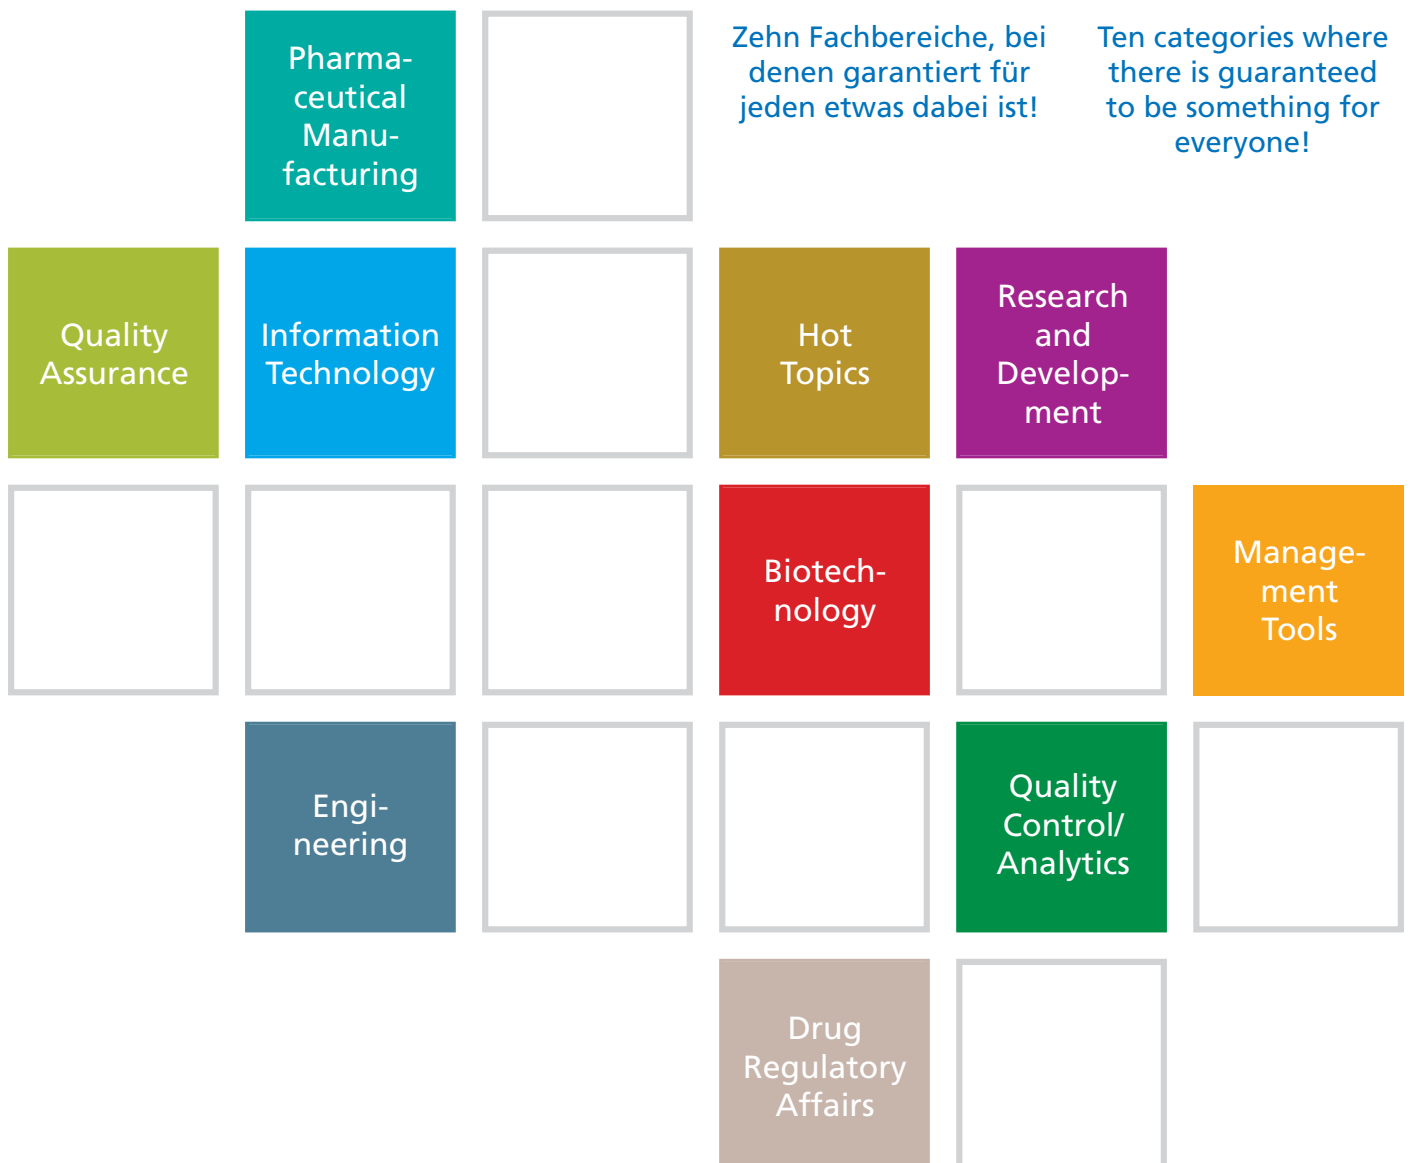 Pharma-
ceutical
Manu-
facturing
Zehn Fachbereiche, bei
denen garantiert für
jeden etwas dabei ist!
Ten categories where
there is guaranteed
to be something for
everyone!
Quality
Assurance
Information
Technology
Hot
Topics
Research
and
Develop-
ment
Biotech-
nology
Manage-
ment
Tools
Engi-
neering
Quality
Control/
Analytics
Drug
Regulatory
Affairs